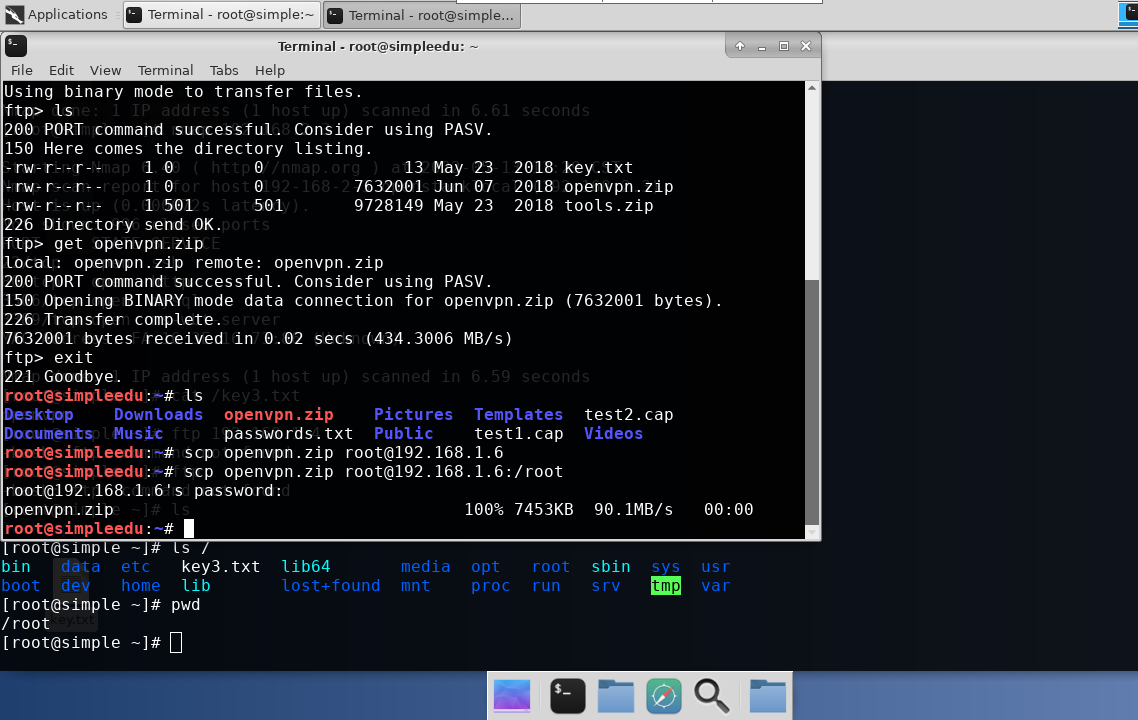 Applications
Terminal - root@simple:~
Terminal - root@simple...
Terminal - root@simpleedu: ~
File Edit View Terminal Tabs Help
Using binary mode to transfer files.
ftp> ls
200 PORT command successful. Consider using PASV.
150 Here comes the directory listing.
-rw-r--r--    1 0        0              13 May 23  2018 key.txt
-rw-r--r--    1 0        0         7632001 Jun 07  2018 openvpn.zip
-rw-r--r--    1 501      501       9728149 May 23  2018 tools.zip
226 Directory send OK.
ftp> get openvpn.zip
local: openvpn.zip remote: openvpn.zip
200 PORT command successful. Consider using PASV.
150 Opening BINARY mode data connection for openvpn.zip (7632001 bytes).
226 Transfer complete.
7632001 bytes received in 0.02 secs (434.3006 MB/s)
ftp> exit
221 Goodbye.
root@simpleedu:~# ls
Desktop    Downloads  openvpn.zip    Pictures  Templates  test2.cap
Documents  Music      passwords.txt  Public    test1.cap  Videos
root@simpleedu:~# scp openvpn.zip root@192.168.1.6
root@simpleedu:~# scp openvpn.zip root@192.168.1.6:/root
root@192.168.1.6's password:
openvpn.zip                                   100% 7453KB  90.1MB/s   00:00
root@simpleedu:~#
[root@simple ~]# ls /
bin   data  etc   key3.txt  lib64       media  opt   root  sbin  sys  usr
boot  dev   home  lib       lost+found  mnt    proc  run   srv   tmp  var
[root@simple ~]# pwd
/root
key.txt
[root@simple ~]#